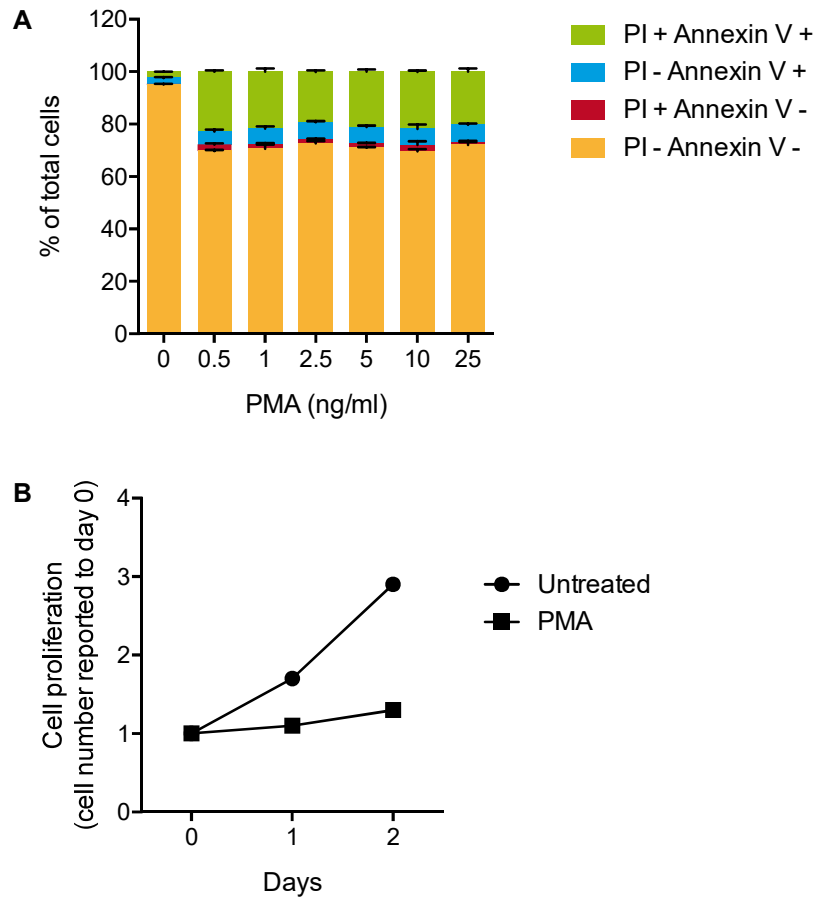 A
120
100
80
60
40
20
0
% of total cells
0 0.5 1 2.5 5 10 25
PMA (ng/ml)
PI + Annexin V +
PI - Annexin V +
PI + Annexin V -
PI - Annexin V -
B
4
3
2
1
0
Cell proliferation
(cell number reported to day 0)
0 1 2
Days
Untreated
PMA